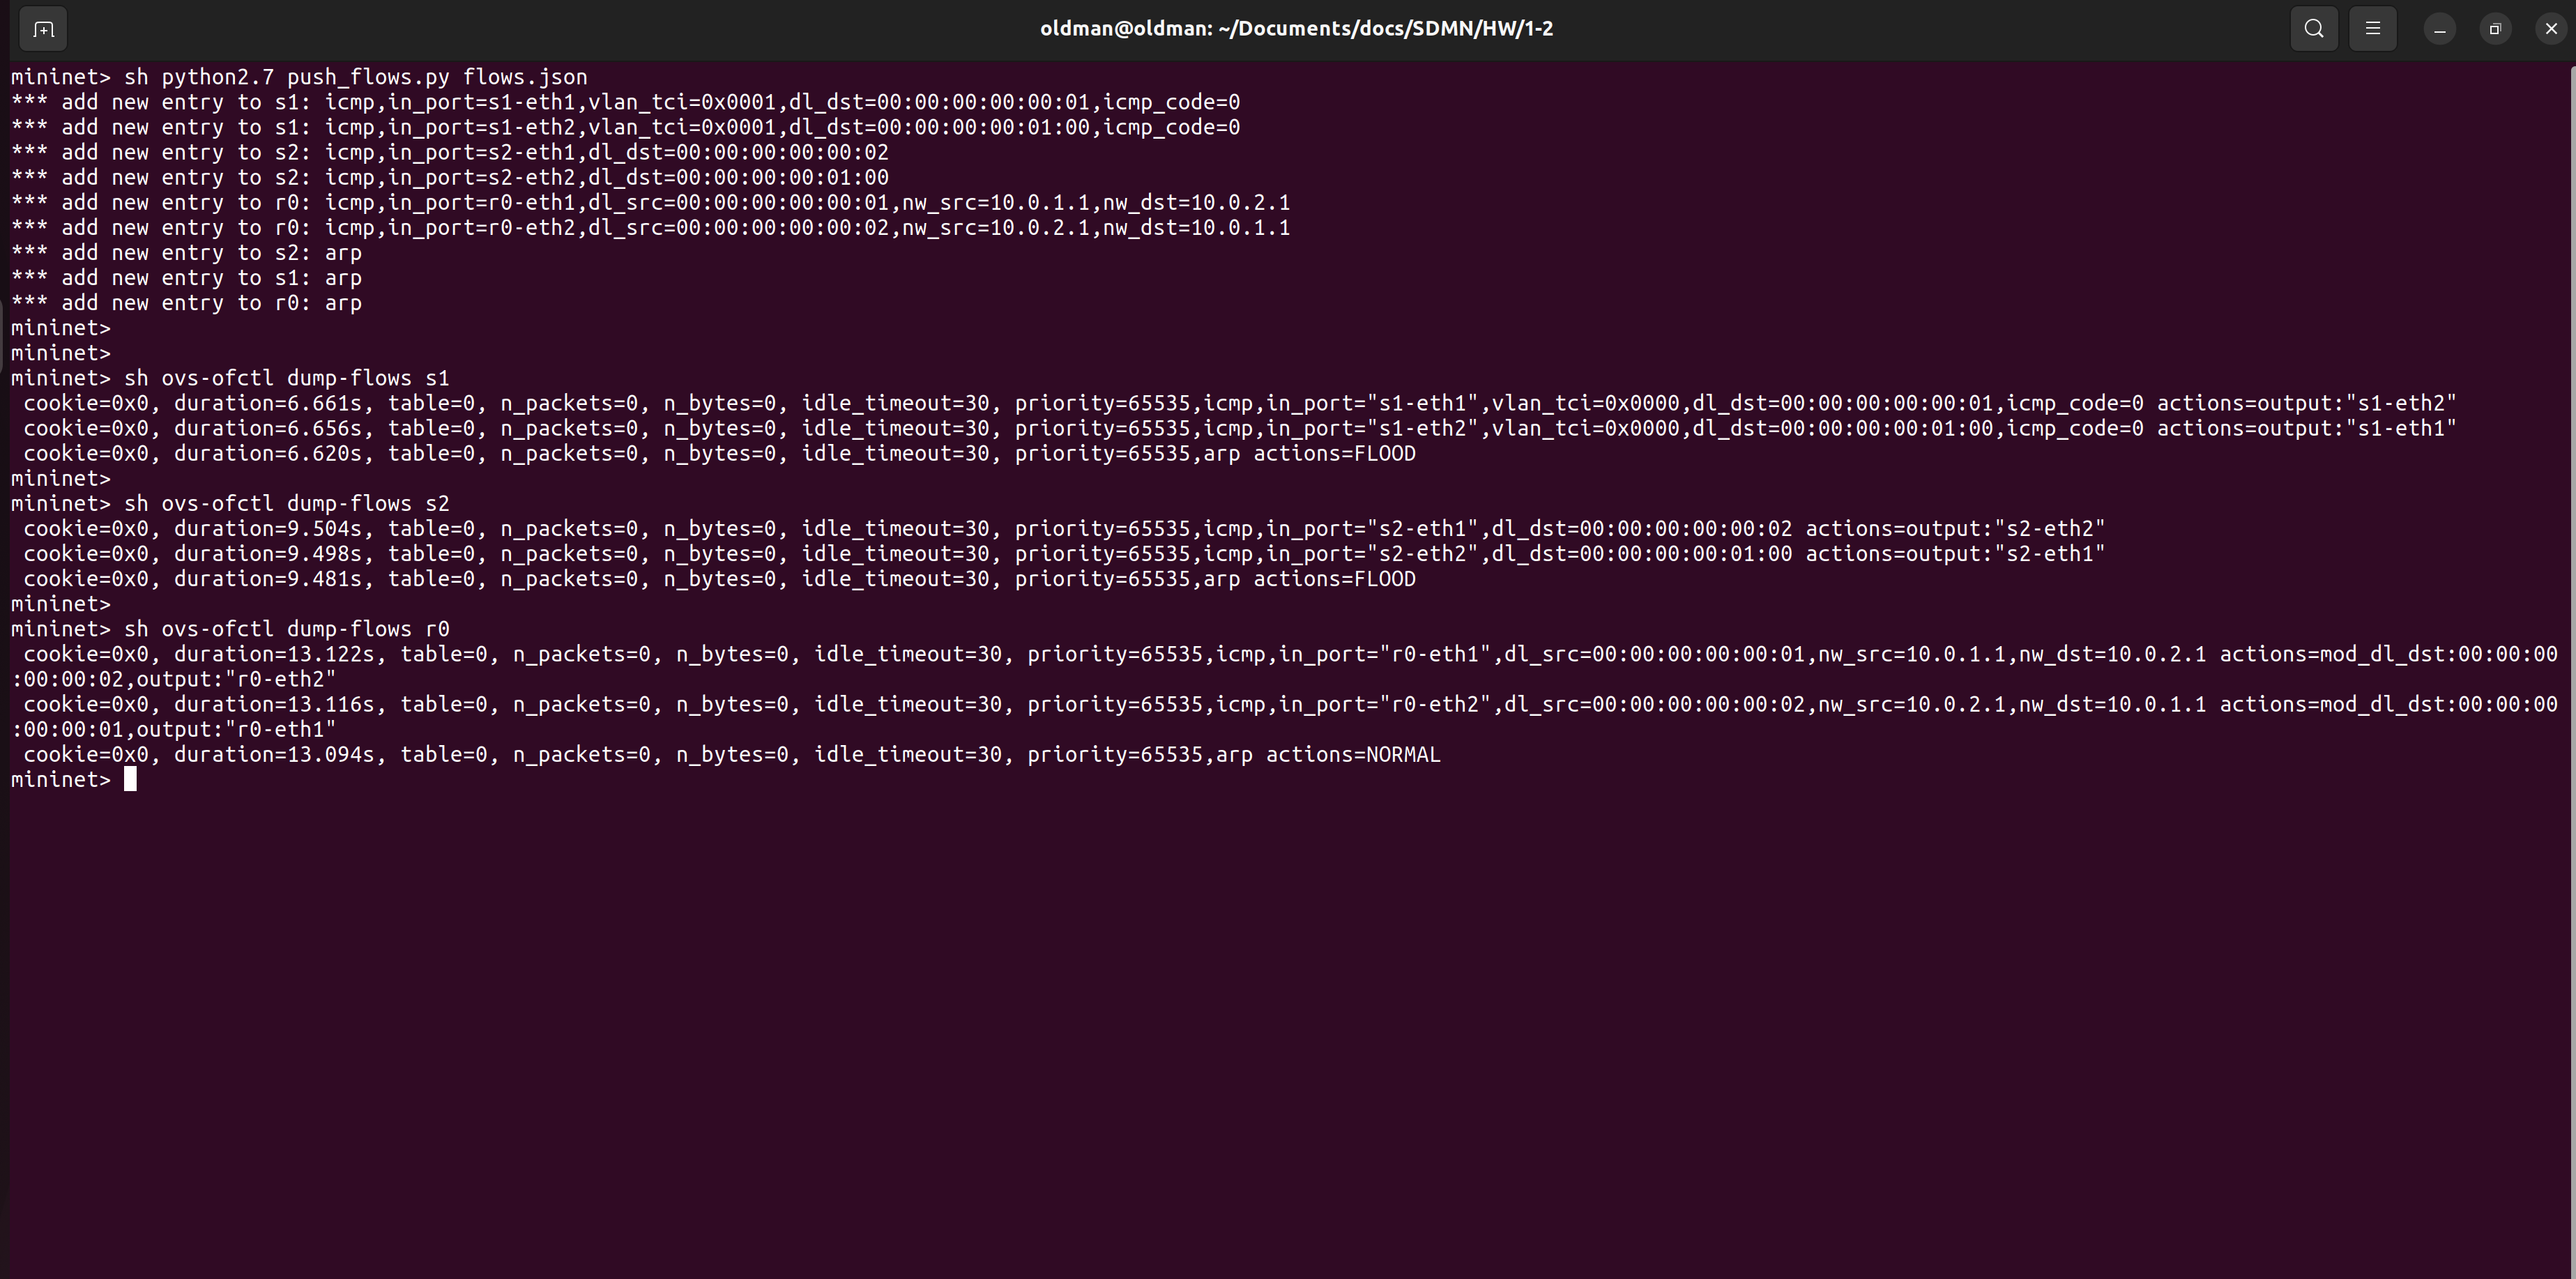 oldman@oldman: ~/Documents/docs/SDMN/HW/1-2
mininet> sh python2.7 push_flows.py flows.json
*** add new entry to s1: icmp,in_port=s1-eth1,vlan_tci=0x0001,dl_dst=00:00:00:00:00:01,icmp_code=0
*** add new entry to s1: icmp,in_port=s1-eth2,vlan_tci=0x0001,dl_dst=00:00:00:00:01:00,icmp_code=0
*** add new entry to s2: icmp,in_port=s2-eth1,dl_dst=00:00:00:00:00:02
*** add new entry to s2: icmp,in_port=s2-eth2,dl_dst=00:00:00:00:01:00
*** add new entry to r0: icmp,in_port=r0-eth1,dl_src=00:00:00:00:00:01,nw_src=10.0.1.1,nw_dst=10.0.2.1
*** add new entry to r0: icmp,in_port=r0-eth2,dl_src=00:00:00:00:00:02,nw_src=10.0.2.1,nw_dst=10.0.1.1
*** add new entry to s2: arp
*** add new entry to s1: arp
*** add new entry to r0: arp
mininet>
mininet>
mininet> sh ovs-ofctl dump-flows s1
 cookie=0x0, duration=6.661s, table=0, n_packets=0, n_bytes=0, idle_timeout=30, priority=65535,icmp,in_port="s1-eth1",vlan_tci=0x0000,dl_dst=00:00:00:00:00:01,icmp_code=0 actions=output:"s1-eth2"
 cookie=0x0, duration=6.656s, table=0, n_packets=0, n_bytes=0, idle_timeout=30, priority=65535,icmp,in_port="s1-eth2",vlan_tci=0x0000,dl_dst=00:00:00:00:01:00,icmp_code=0 actions=output:"s1-eth1"
 cookie=0x0, duration=6.620s, table=0, n_packets=0, n_bytes=0, idle_timeout=30, priority=65535,arp actions=FLOOD
mininet>
mininet> sh ovs-ofctl dump-flows s2
 cookie=0x0, duration=9.504s, table=0, n_packets=0, n_bytes=0, idle_timeout=30, priority=65535,icmp,in_port="s2-eth1",dl_dst=00:00:00:00:00:02 actions=output:"s2-eth2"
 cookie=0x0, duration=9.498s, table=0, n_packets=0, n_bytes=0, idle_timeout=30, priority=65535,icmp,in_port="s2-eth2",dl_dst=00:00:00:00:01:00 actions=output:"s2-eth1"
 cookie=0x0, duration=9.481s, table=0, n_packets=0, n_bytes=0, idle_timeout=30, priority=65535,arp actions=FLOOD
mininet>
mininet> sh ovs-ofctl dump-flows r0
 cookie=0x0, duration=13.122s, table=0, n_packets=0, n_bytes=0, idle_timeout=30, priority=65535,icmp,in_port="r0-eth1",dl_src=00:00:00:00:00:01,nw_src=10.0.1.1,nw_dst=10.0.2.1 actions=mod_dl_dst:00:00:00
:00:00:02,output:"r0-eth2"
 cookie=0x0, duration=13.116s, table=0, n_packets=0, n_bytes=0, idle_timeout=30, priority=65535,icmp,in_port="r0-eth2",dl_src=00:00:00:00:00:02,nw_src=10.0.2.1,nw_dst=10.0.1.1 actions=mod_dl_dst:00:00:00
:00:00:01,output:"r0-eth1"
 cookie=0x0, duration=13.094s, table=0, n_packets=0, n_bytes=0, idle_timeout=30, priority=65535,arp actions=NORMAL
mininet>